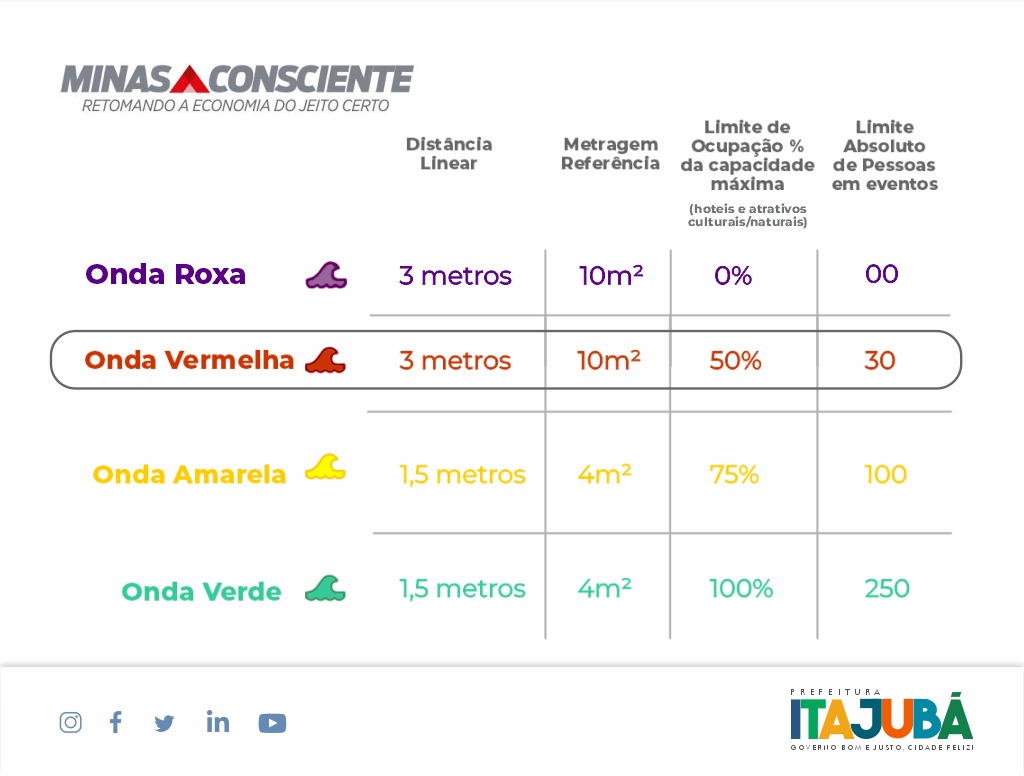 MINAS CONSCIENTE
RETOMANDO A ECONOMIA DO JEITO CERTO
Distância
Linear
Metragem
Referência
Limite de
Ocupação %
da capacidade
máxima
(hoteis e atrativos
culturais/naturais)
Limite
Absoluto
de Pessoas
em eventos
Onda Roxa 3 metros 10m² 0% 00
Onda Vermelha 3 metros 10m² 50% 30
Onda Amarela 1,5 metros 4m² 75% 100
Onda Verde 1,5 metros 4m² 100% 250
PREFEITURA
ITAJUBÁ
GOVERNO BOM E JUSTO, CIDADE FELIZ!